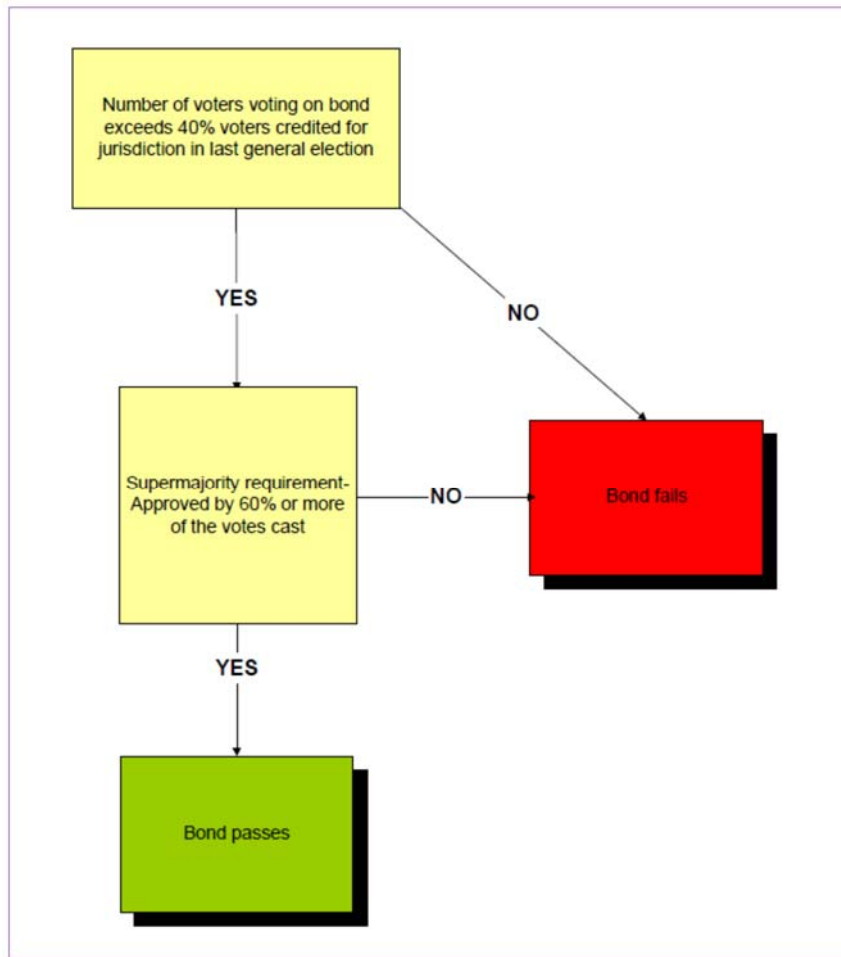 Number of voters voting on bond
exceeds 40% voters credited for
jurisdiction in last general election
YES
NO
Supermajority requirement-
Approved by 60% or more
of the votes cast
NO
Bond fails
YES
Bond passes